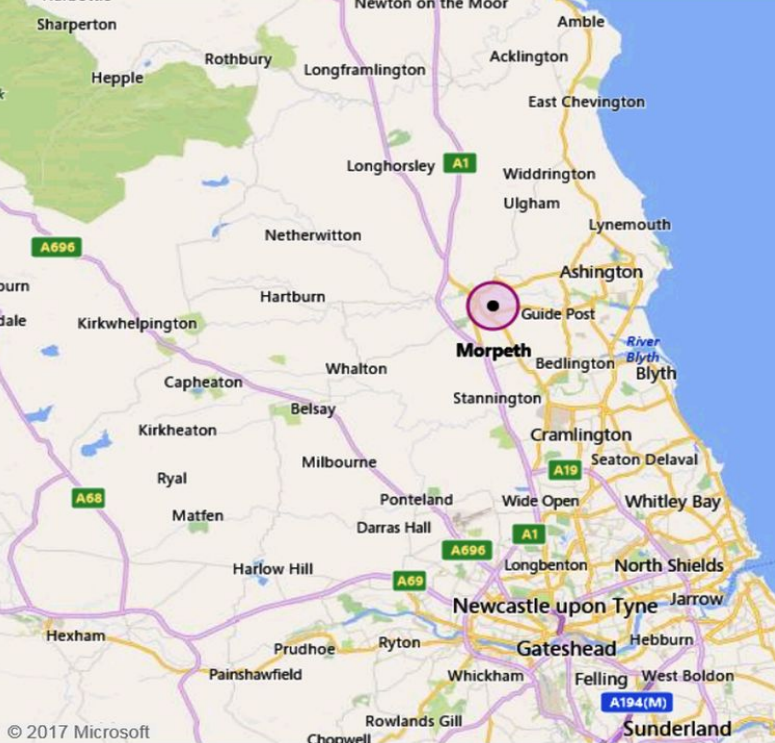 Newton on the Moor
Sharperton
Amble
Rothbury
Acklington
Longframlington
Hepple
East Chevington
Longhorsley
A1
Widdrington
Ulgham
Lynemouth
Netherwitton
A696
Ashington
Hartburn
Guide Post
Kirkwhelpington
River
Blyth
Morpeth
Bedlington
Whalton
Blyth
Capheaton
Stannington
Belsay
Kirkheaton
Cramlington
Milbourne
A19
Seaton Delaval
Ryal
A68
Ponteland
Wide Open
Whitley Bay
Matfen
Darras Hall
A1
A696
Longbenton
North Shields
Harlow Hill
A69
Jarrow
Newcastle upon Tyne
Hexham
Prudhoe
Ryton
Gateshead
Hebburn
Painshawfield
Whickham
Felling
West Boldon
A194(M)
Rowlands Gill
Sunderland
Chopwell
© 2017 Microsoft